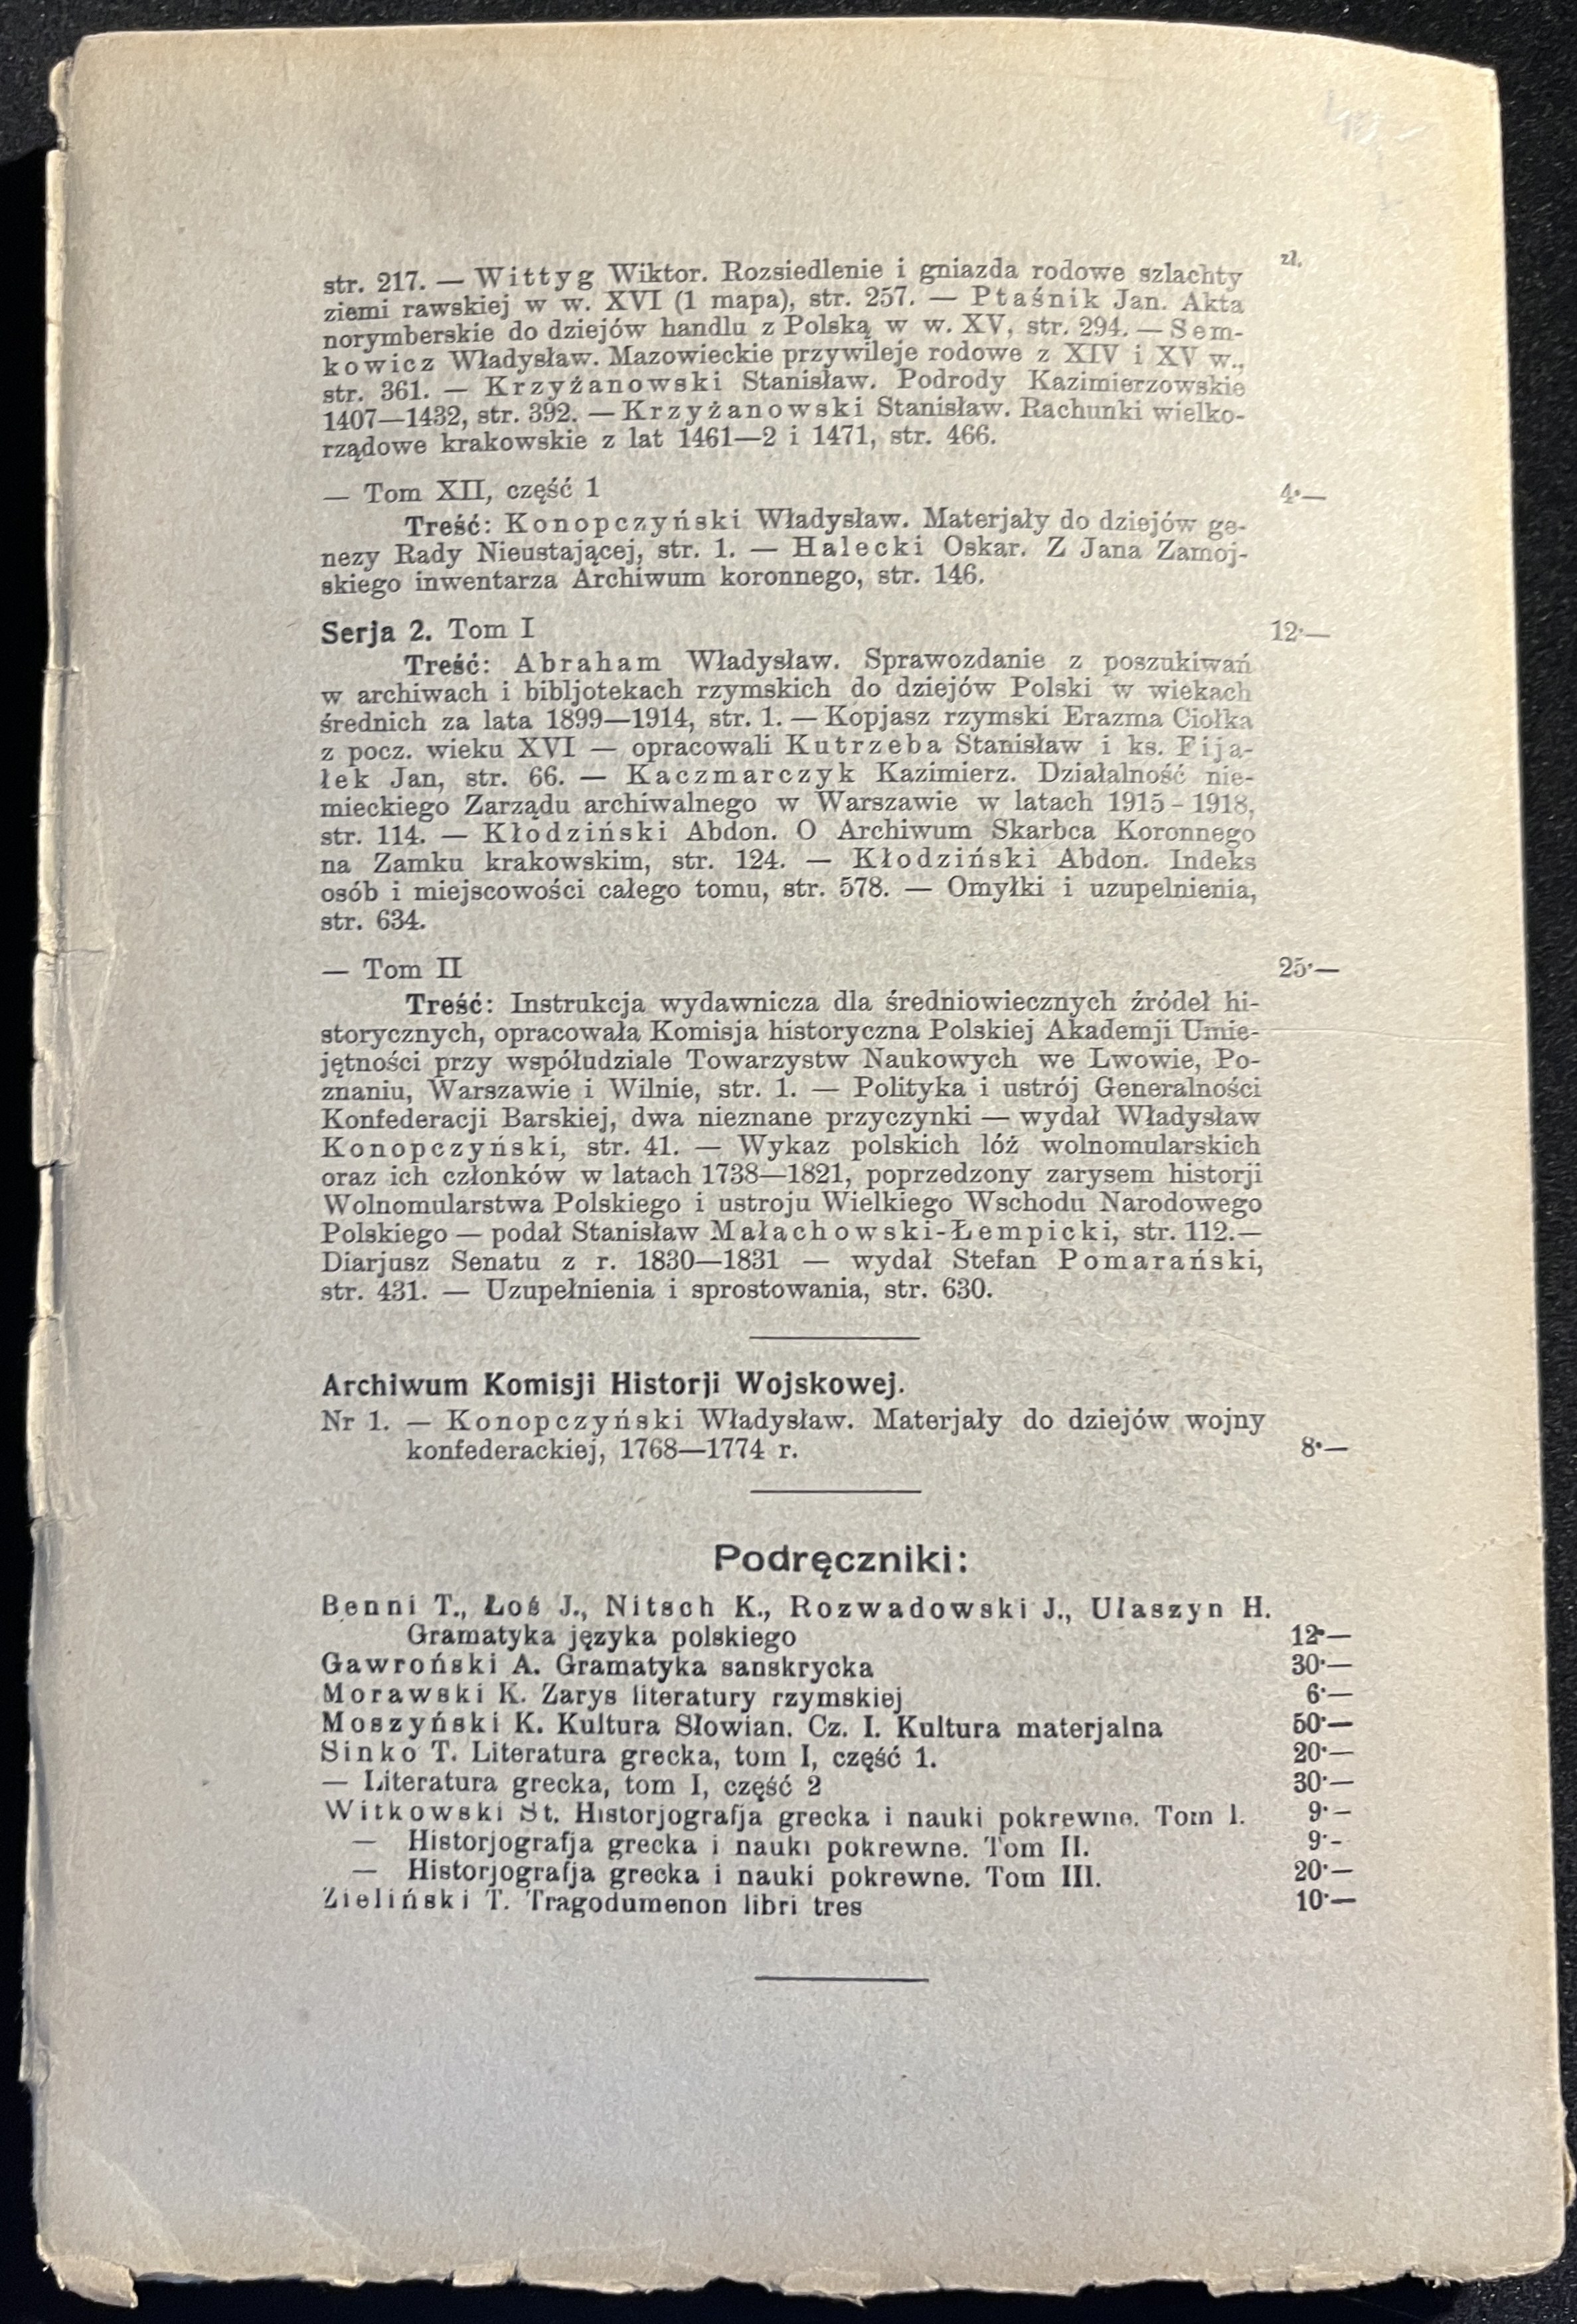 zł.
str. 217. — Wittyg Wiktor. Rozsiedlenie i gniazda rodowe szlachty
ziemi rawskiej w w. XVI (1 mapa), str. 257. — Ptaśnik Jan. Akta
norymberskie do dziejów handlu z Polską w w. XV, str. 294. — Sem-
kowicz Władysław. Mazowieckie przywileje rodowe z XIV i XV w.,
str. 361. — Krzyżanowski Stanisław. Podrody Kazimierzowskie
1407—1432, str. 392. — Krzyżanowski Stanisław. Rachunki wielko-
rządowe krakowskie z lat 1461—2 i 1471, str. 466.
— Tom XII, część 1 4·—
Treść: Konopczyński Władysław. Materjały do dziejów ge-
nezy Rady Nieustającej, str. 1. — Halecki Oskar. Z Jana Zamoj-
skiego inwentarza Archiwum koronnego, str. 146.
Serja 2. Tom I 12·—
Treść: Abraham Władysław. Sprawozdanie z poszukiwań
w archiwach i bibljotekach rzymskich do dziejów Polski w wiekach
średnich za lata 1899—1914, str. 1. — Kopjasz rzymski Erazma Ciołka
z pocz. wieku XVI — opracowali Kutrzeba Stanisław i ks. Fija-
łek Jan, str. 66. — Kaczmarczyk Kazimierz. Działalność nie-
mieckiego Zarządu archiwalnego w Warszawie w latach 1915-1918,
str. 114. — Kłodziński Abdon. O Archiwum Skarbca Koronnego
na Zamku krakowskim, str. 124. — Kłodziński Abdon. Indeks
osób i miejscowości całego tomu, str. 578. — Omyłki i uzupelnienia,
str. 634.
— Tom II 25·—
Treść: Instrukcja wydawnicza dla średniowiecznych źródeł hi-
storycznych, opracowała Komisja historyczna Polskiej Akademji Umie-
jętności przy współudziale Towarzystw Naukowych we Lwowie, Po-
znaniu, Warszawie i Wilnie, str. 1. — Polityka i ustrój Generalności
Konfederacji Barskiej, dwa nieznane przyczynki — wydał Władysław
Konopczyński, str. 41. — Wykaz polskich lóż wolnomularskich
oraz ich członków w latach 1738—1821, poprzedzony zarysem historji
Wolnomularstwa Polskiego i ustroju Wielkiego Wschodu Narodowego
Polskiego — podał Stanisław Małachowski-Łempicki, str. 112.—
Diarjusz Senatu z r. 1830—1831 — wydał Stefan Pomarański,
str. 431. — Uzupełnienia i sprostowania, str. 630.
Archiwum Komisji Historji Wojskowej.
Nr 1. — Konopczyński Władysław. Materjały do dziejów wojny
konfederackiej, 1768—1774 r. 8·—
Podręczniki:
Benni T., Łoś J., Nitsch K., Rozwadowski J., Ułaszyn H.
Gramatyka języka polskiego 12·—
Gawroński A. Gramatyka sanskrycka 30·—
Morawski K. Zarys literatury rzymskiej 6·—
Moszyński K. Kultura Słowian. Cz. I. Kultura materjalna 50·—
Sinko T. Literatura grecka, tom I, część 1. 20·—
— Literatura grecka, tom I, część 2 30·—
Witkowski St. Historjografja grecka i nauki pokrewne. Tom I. 9·—
— Historjografja grecka i nauki pokrewne. Tom II. 9·-
— Historjografja grecka i nauki pokrewne. Tom III. 20·—
Zieliński T. Tragodumenon libri tres 10·—